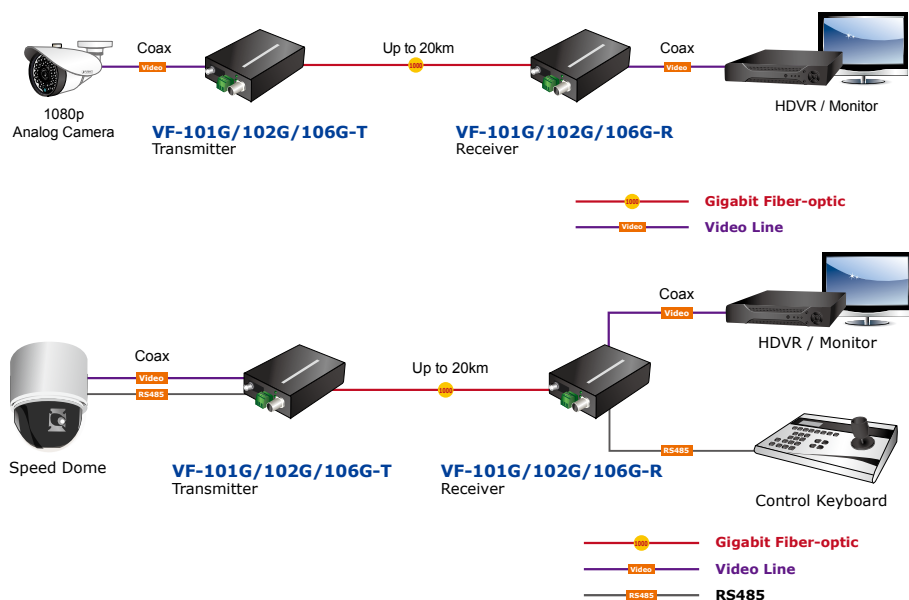 Coax
Up to 20km
Coax
Video
1000
Video
1080p
Analog Camera
HDVR / Monitor
VF-101G/102G/106G-T
Transmitter
VF-101G/102G/106G-R
Receiver
1000
Gigabit Fiber-optic
Video
Video Line
Coax
Video
HDVR / Monitor
Coax
Up to 20km
Video
RS485
1000
RS485
Speed Dome
VF-101G/102G/106G-T
Transmitter
VF-101G/102G/106G-R
Receiver
Control Keyboard
1000
Gigabit Fiber-optic
Video
Video Line
RS485
RS485